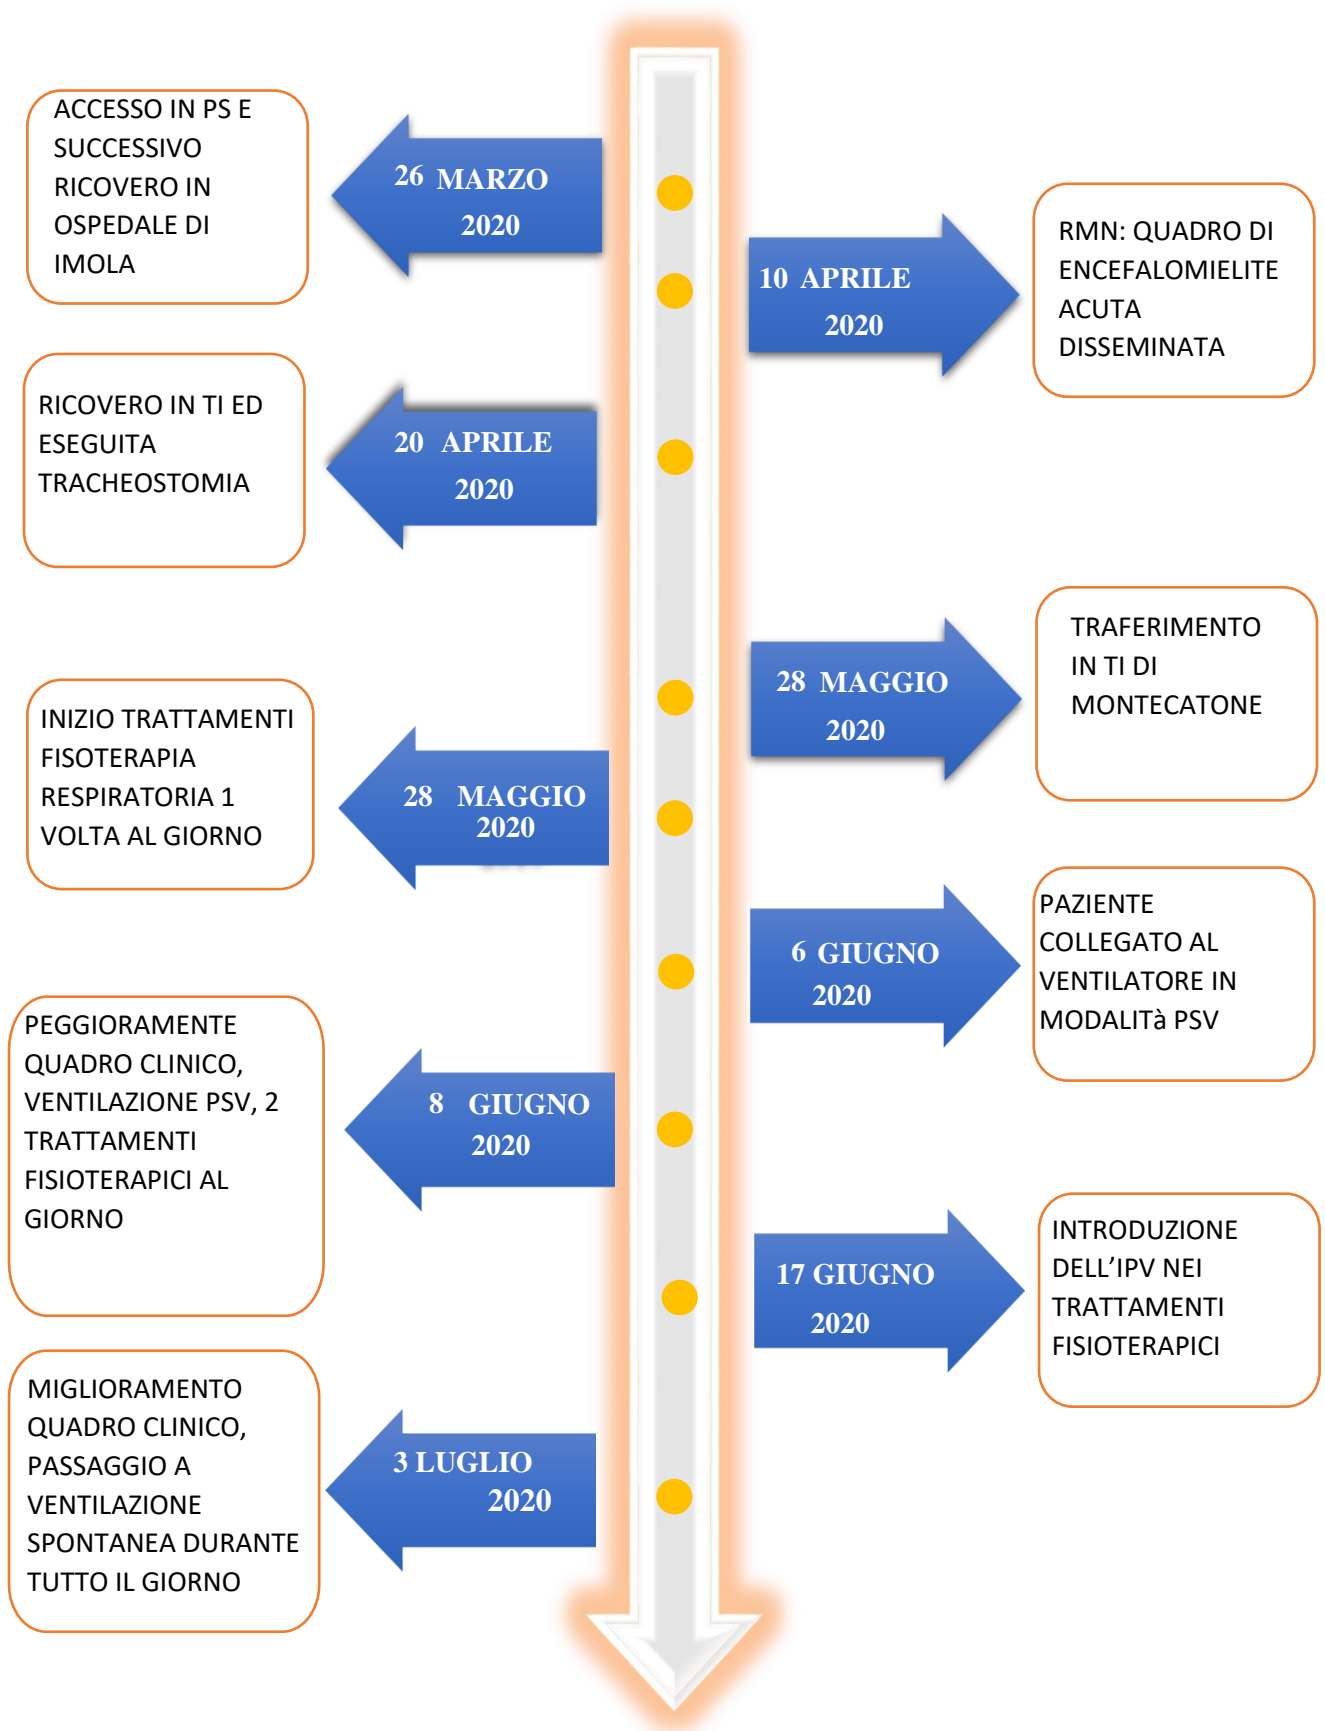 ACCESSO IN PS E
SUCCESSIVO
RICOVERO IN
OSPEDALE DI
IMOLA
26 MARZO
2020
10 APRILE
2020
RMN: QUADRO DI
ENCEFALOMIELITE
ACUTA
DISSEMINATA
RICOVERO IN TI ED
ESEGUITA
TRACHEOSTOMIA
20 APRILE
2020
28 MAGGIO
2020
TRAFERIMENTO
IN TI DI
MONTECATONE
INIZIO TRATTAMENTI
FISOTERAPIA
RESPIRATORIA 1
VOLTA AL GIORNO
28 MAGGIO
2020
6 GIUGNO
2020
PAZIENTE
COLLEGATO AL
VENTILATORE IN
MODALITà PSV
PEGGIORAMENTE
QUADRO CLINICO,
VENTILAZIONE PSV, 2
TRATTAMENTI
FISIOTERAPICI AL
GIORNO
8 GIUGNO
2020
17 GIUGNO
2020
INTRODUZIONE
DELL’IPV NEI
TRATTAMENTI
FISIOTERAPICI
MIGLIORAMENTO
QUADRO CLINICO,
PASSAGGIO A
VENTILAZIONE
SPONTANEA DURANTE
TUTTO IL GIORNO
3 LUGLIO
2020